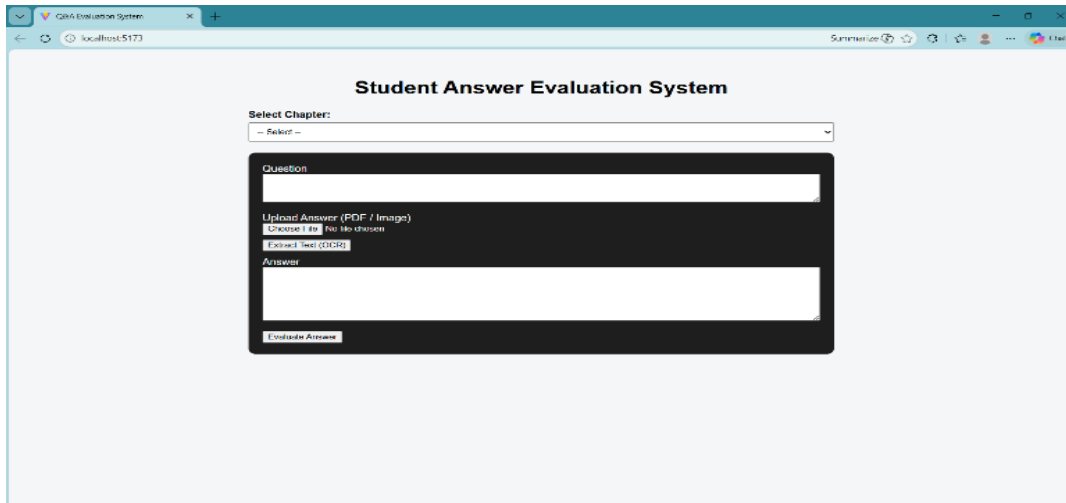 Q&A Evaluation System
localhost:5173
Summarize
Student Answer Evaluation System
Select Chapter:
-- Select --
Question
Upload Answer (PDF / Image)
Choose File No file chosen
Extract Text (OCR)
Answer
Evaluate Answer